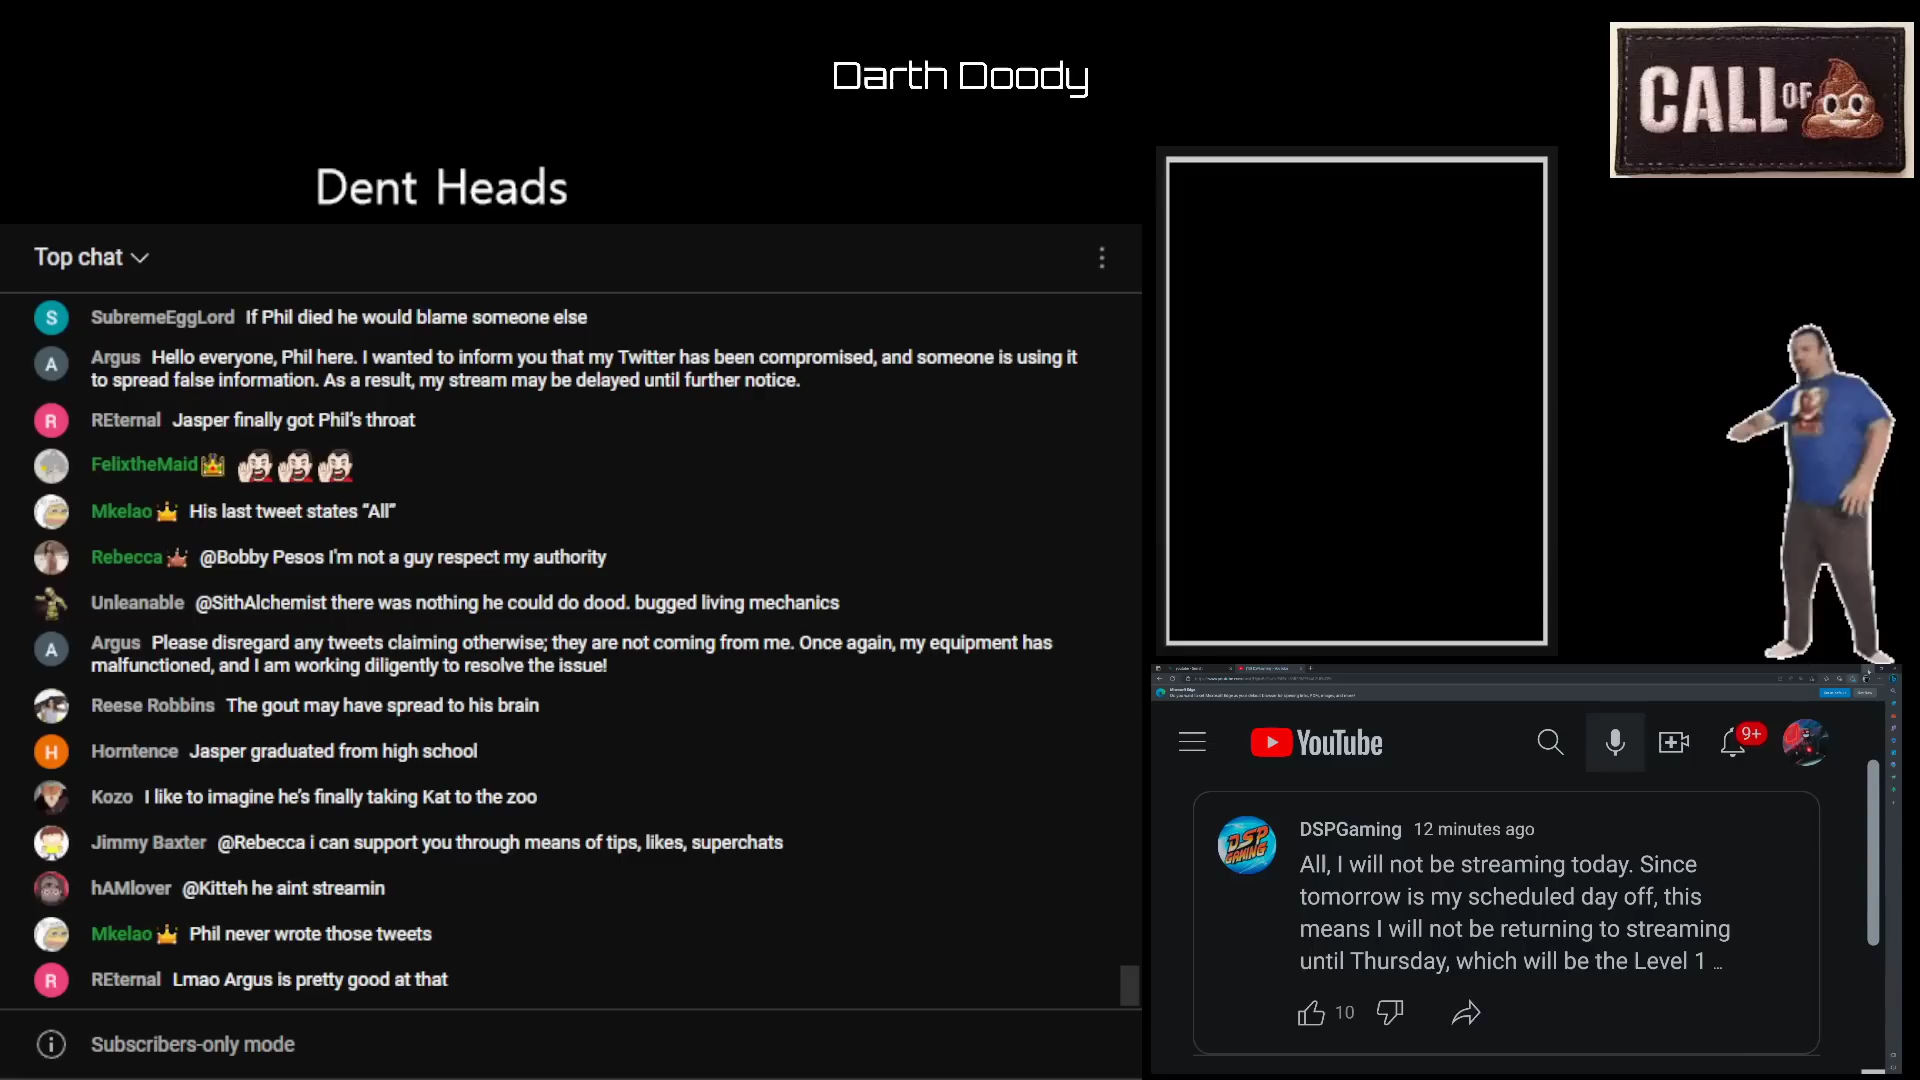 Darth Doody
CALL OF
Dent Heads
Top chat
S SubremeEggLord If Phil died he would blame someone else
A Argus Hello everyone, Phil here. I wanted to inform you that my Twitter has been compromised, and someone is using it
to spread false information. As a result, my stream may be delayed until further notice.
R REternal Jasper finally got Phil's throat
FelixtheMaid
Mkelao His last tweet states “All”
Rebecca @Bobby Pesos I'm not a guy respect my authority
Unleanable @SithAlchemist there was nothing he could do dood. bugged living mechanics
A Argus Please disregard any tweets claiming otherwise; they are not coming from me. Once again, my equipment has
malfunctioned, and I am working diligently to resolve the issue!
Reese Robbins The gout may have spread to his brain
H Horntence Jasper graduated from high school
Kozo I like to imagine he's finally taking Kat to the zoo
Jimmy Baxter @Rebecca i can support you through means of tips, likes, superchats
hAMlover @Kitteh he aint streamin
Mkelao Phil never wrote those tweets
R REternal Lmao Argus is pretty good at that
Subscribers-only mode
YouTube
9+
DSP GAMING
DSPGaming 12 minutes ago
All, I will not be streaming today. Since
tomorrow is my scheduled day off, this
means I will not be returning to streaming
until Thursday, which will be the Level 1 ...
10